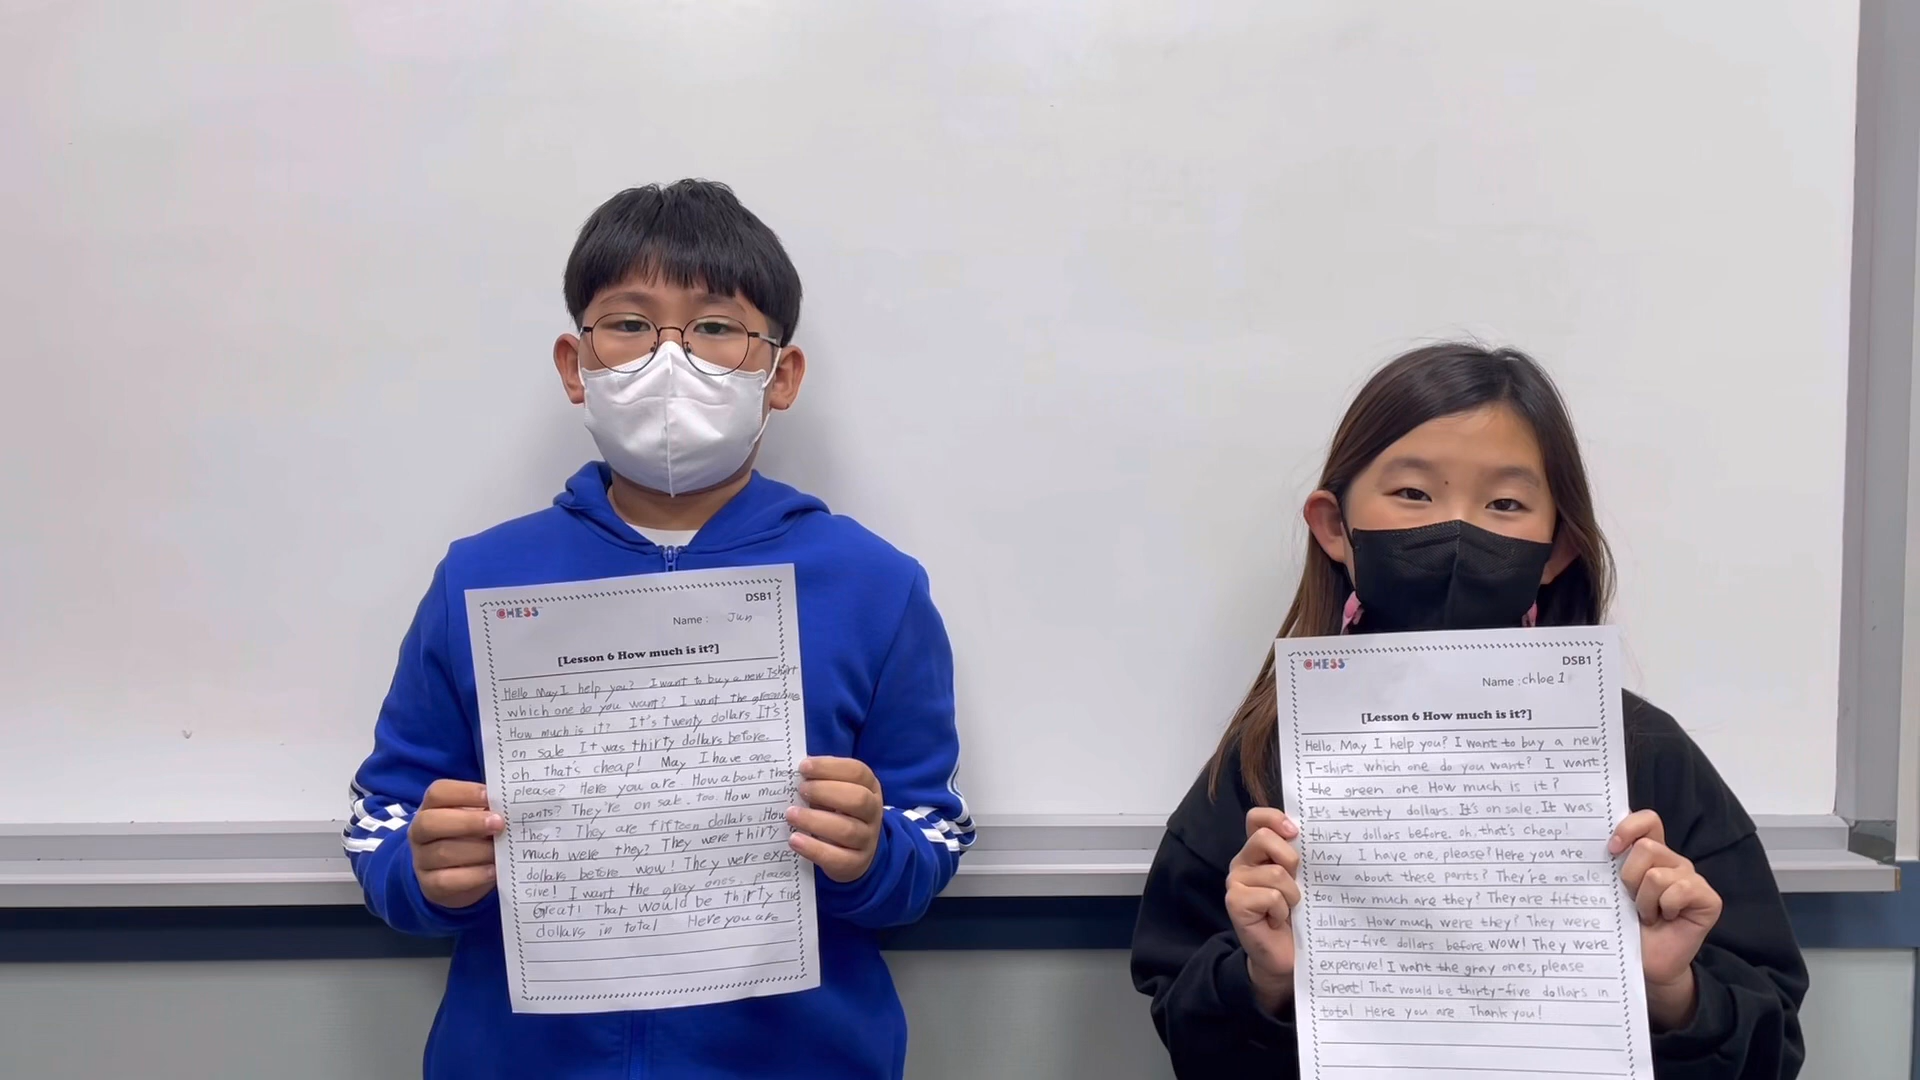 CHESS
DSB1
Name : Jun
[Lesson 6 How much is it?]
Hello May I help you? I want to buy a new T-shirt
which one do you want? I want the green one
How much is it? It's twenty dollars It's
on sale It was thirty dollars before.
oh, that's cheap! May I have one,
please? Here you are. How about these
pants? They're on sale. too. How much
they? They are fifteen dollars. How
much were they? They were thirty
dollars before wow! They were expen
sive! I want the gray ones, please
Great! That would be thirty five
dollars in total Here you are
CHESS
DSB1
Name : chloe 1
[Lesson 6 How much is it?]
Hello. May I help you? I want to buy a new
T-shirt. which one do you want? I want
the green one How much is it?
It's twenty dollars. It's on sale. It was
thirty dollars before. oh, that's cheap!
May I have one, please? Here you are.
How about these pants? They're on sale,
too How much are they? They are fifteen
dollars. How much were they? They were
thirty-five dollars before WOW! They were
expensive! I want the gray ones, please
Great! That would be thirty-five dollars in
total Here you are Thank you!